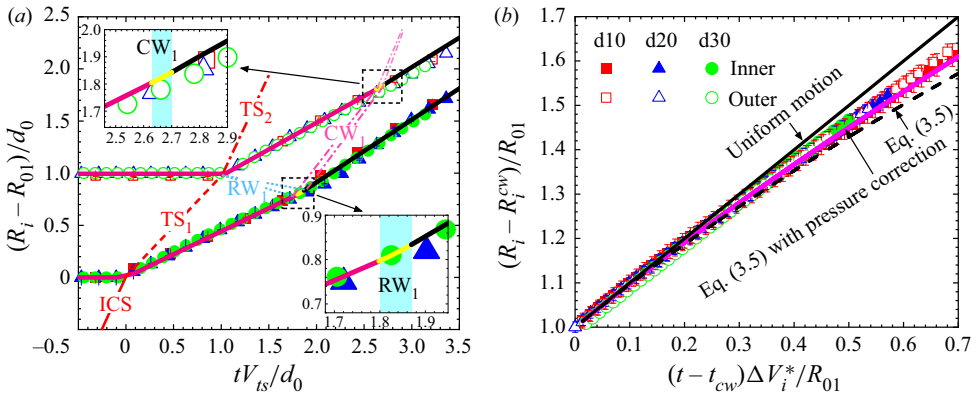 (a)
(R_i – R_01)/d_0
2.5
2.0
1.5
1.0
0.5
0
–0.5
–0.5 0 0.5 1.0 1.5 2.0 2.5 3.0 3.5
tV_ts/d_0
2.0
1.9
1.8
1.7
1.6
2.5 2.6 2.7 2.8 2.9
CW_1
TS_2
CW_1
RW_1
TS_1
ICS
0.9
0.8
0.7
1.7 1.8 1.9
RW_1
(b)
(R_i – R_i^cw)/R_01
1.7
1.6
1.5
1.4
1.3
1.2
1.1
1.0
0 0.1 0.2 0.3 0.4 0.5 0.6 0.7
(t – t_cw)ΔV_i^*/R_01
d10 d20 d30
Inner
Outer
Uniform motion
Eq. (3.5)
Eq. (3.5) with pressure correction